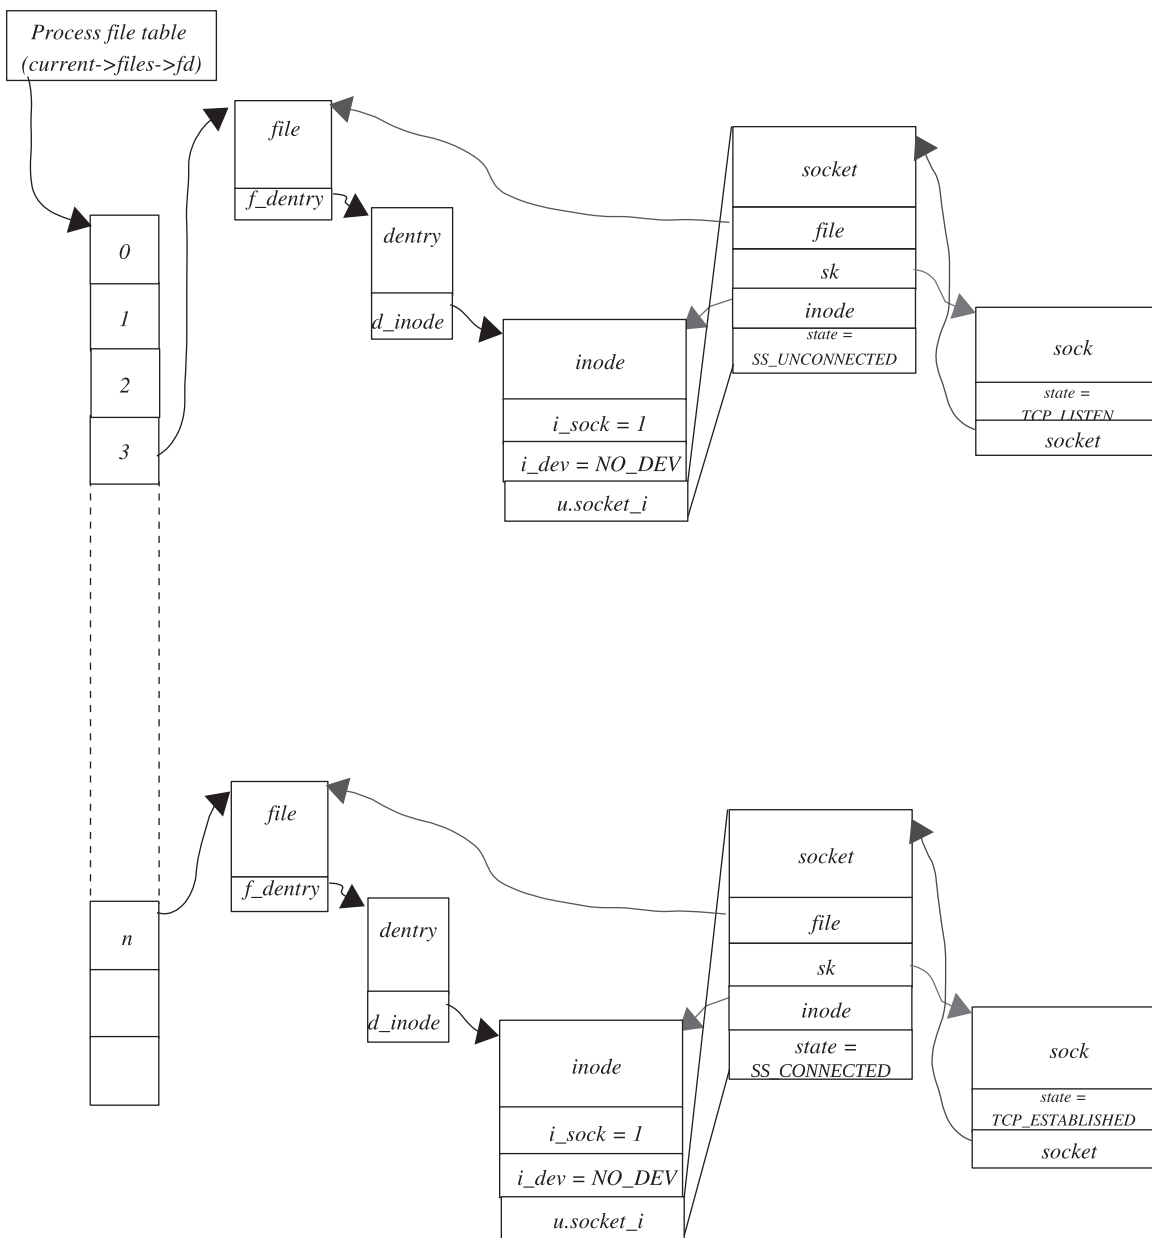 Process file table
(current->files->fd)
0
1
2
3
file
f_dentry
dentry
d_inode
inode
i_sock = 1
i_dev = NO_DEV
u.socket_i
socket
file
sk
inode
state =
SS_UNCONNECTED
sock
state =
TCP_LISTEN
socket
n
file
f_dentry
dentry
d_inode
inode
i_sock = 1
i_dev = NO_DEV
u.socket_i
socket
file
sk
inode
state =
SS_CONNECTED
sock
state =
TCP_ESTABLISHED
socket